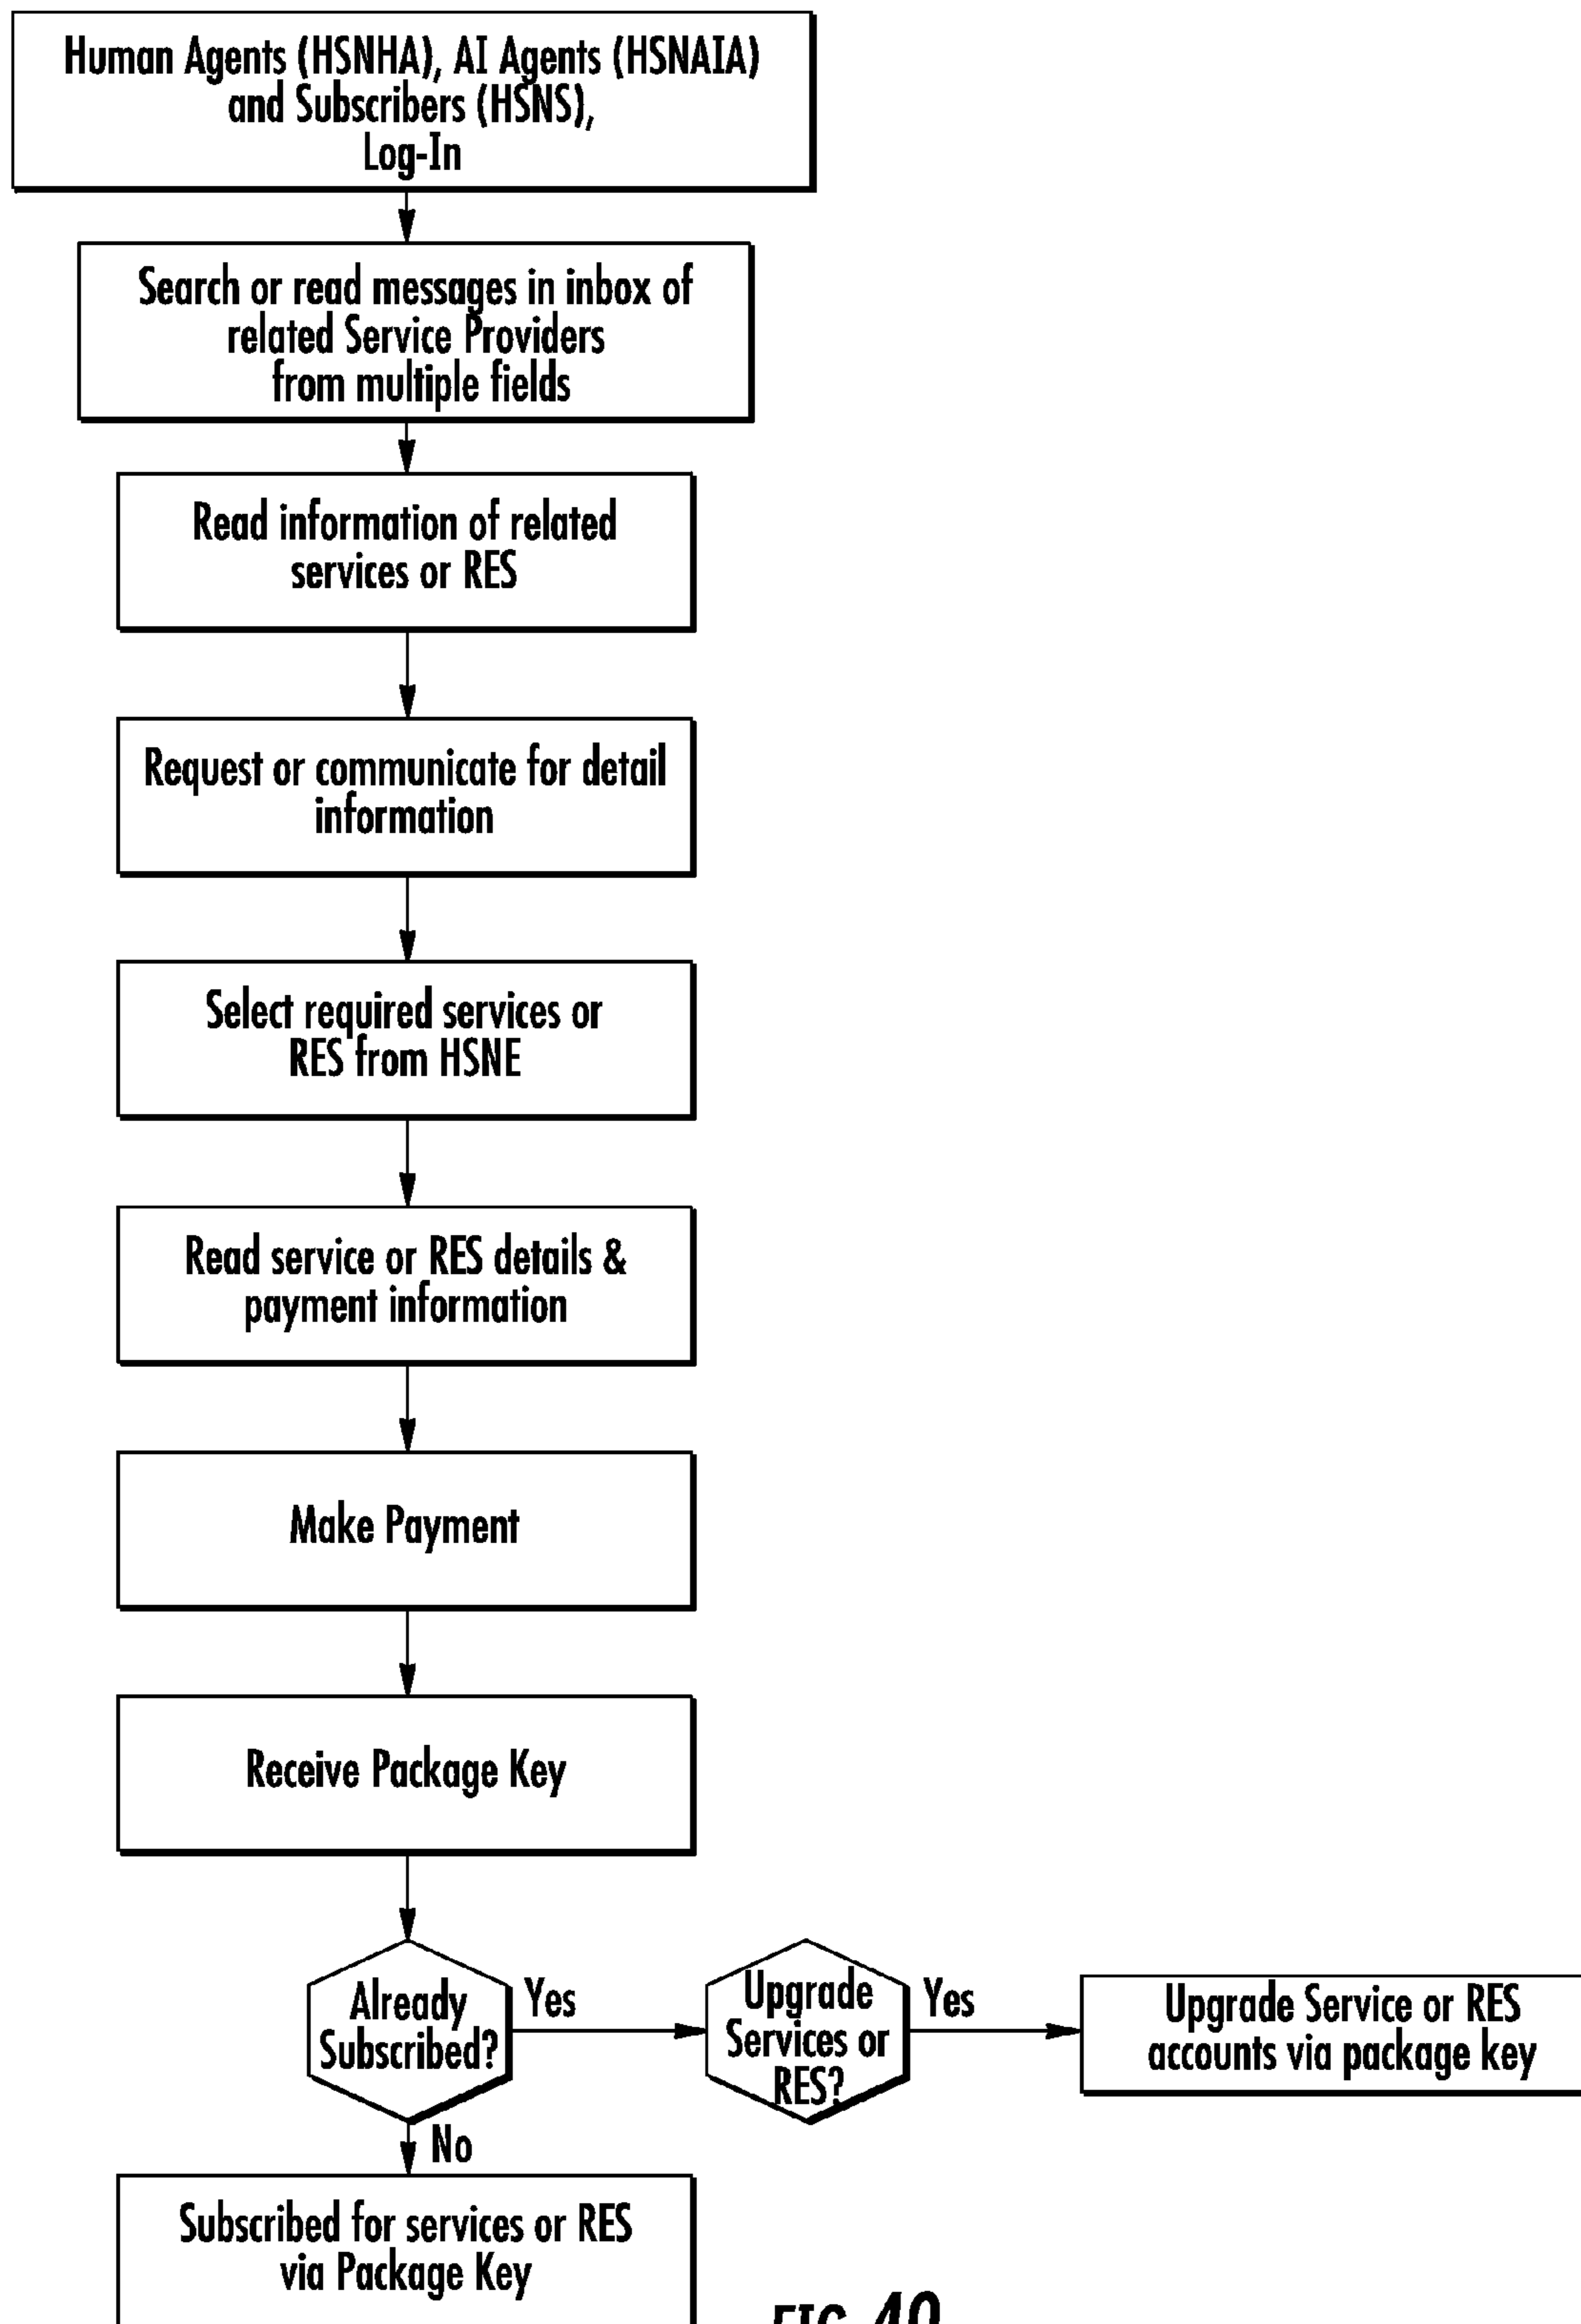 Human Agents (HSNHA), AI Agents (HSNAIA)
and Subscribers (HSNS),
Log-In
Search or read messages in inbox of
related Service Providers
from multiple fields
Read information of related
services or RES
Request or communicate for detail
information
Select required services or
RES from HSNE
Read service or RES details &
payment information
Make Payment
Receive Package Key
Already
Subscribed?
Yes
Upgrade
Services or
RES?
Yes
Upgrade Service or RES
accounts via package key
No
Subscribed for services or RES
via Package Key
FIG. 40